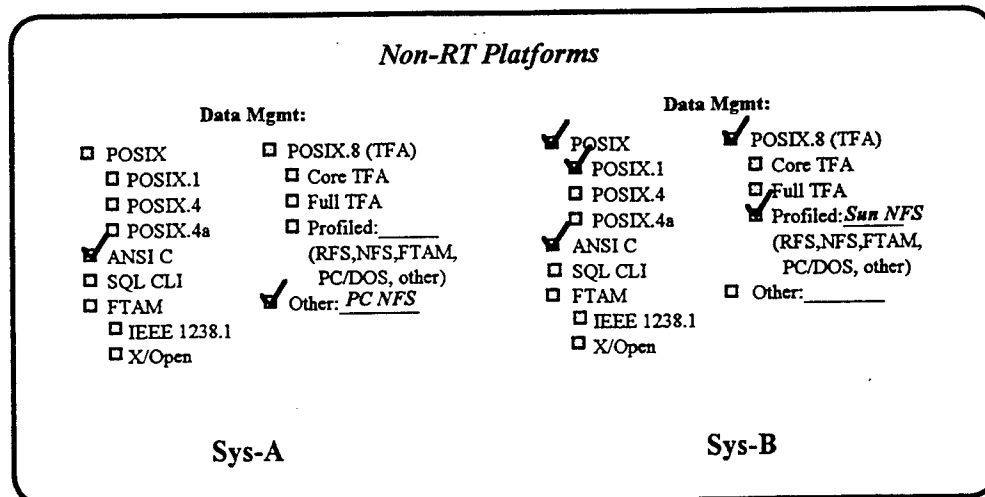 Non-RT Platforms
Data Mgmt:
POSIX
POSIX.1
POSIX.4
POSIX.4a
ANSI C
SQL CLI
FTAM
IEEE 1238.1
X/Open
POSIX.8 (TFA)
Core TFA
Full TFA
Profiled:______
(RFS,NFS,FTAM,
PC/DOS, other)
Other: PC NFS
Sys-A
Data Mgmt:
POSIX
POSIX.1
POSIX.4
POSIX.4a
ANSI C
SQL CLI
FTAM
IEEE 1238.1
X/Open
POSIX.8 (TFA)
Core TFA
Full TFA
Profiled: Sun NFS
(RFS,NFS,FTAM,
PC/DOS, other)
Other:________
Sys-B